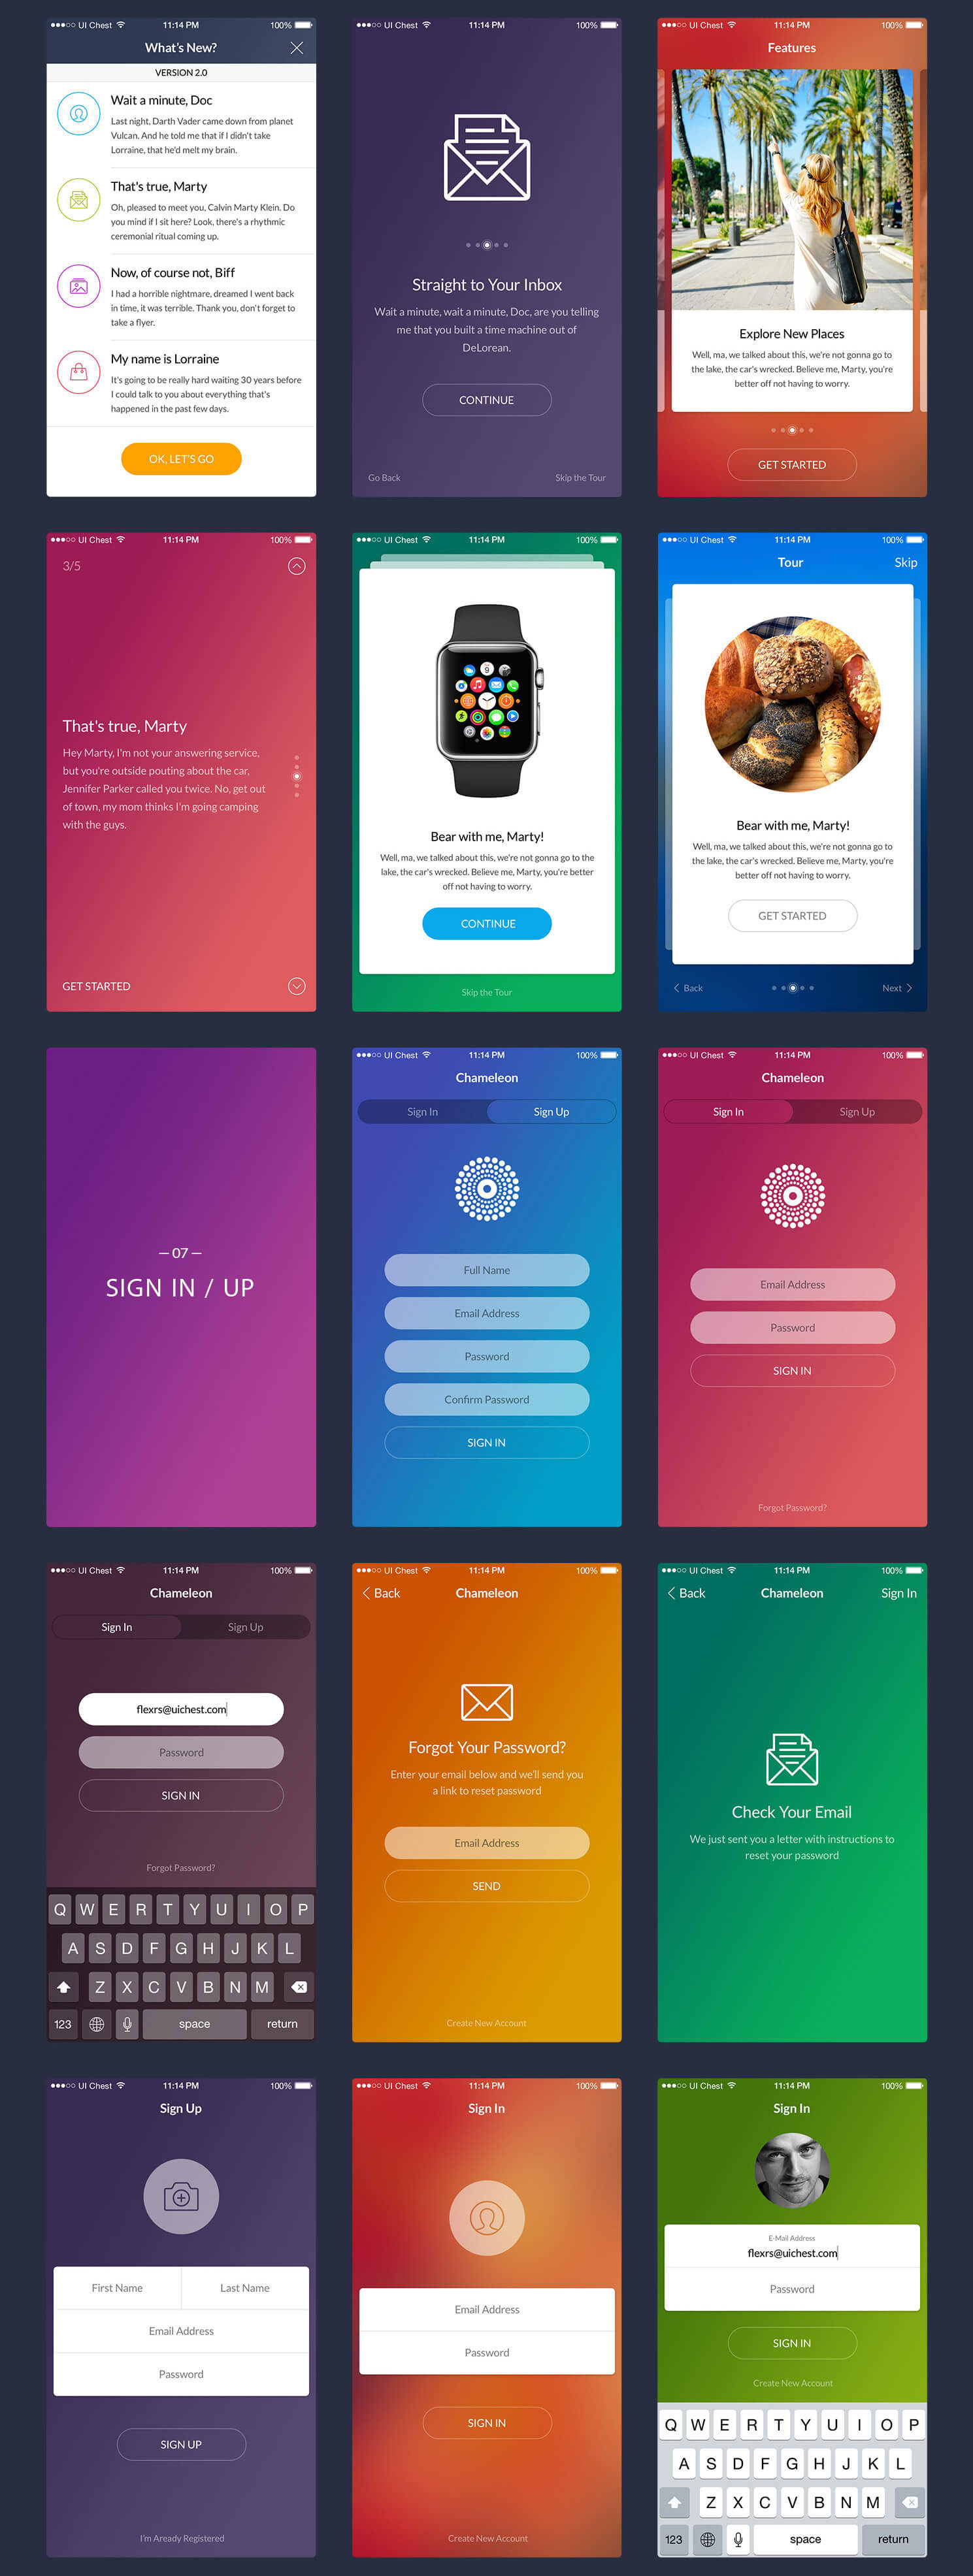 UI Chest 11:14 PM 100%
What's New?
VERSION 2.0
Wait a minute, Doc
Last night, Darth Vader came down from planet
Vulcan. And he told me that if I didn't take
Lorraine, that he'd melt my brain.
That's true, Marty
Oh, pleased to meet you, Calvin Marty Klein. Do
you mind if I sit here? Look, there's a rhythmic
ceremonial ritual coming up.
Now, of course not, Biff
I had a horrible nightmare, dreamed I went back
in time, it was terrible. Thank you, don't forget to
take a flyer.
My name is Lorraine
It's going to be really hard waiting 30 years before
I could talk to you about everything that's
happened in the past few days.
OK, LET'S GO
UI Chest 11:14 PM 100%
Straight to Your Inbox
Wait a minute, wait a minute, Doc, are you telling
me that you built a time machine out of
DeLorean.
CONTINUE
Go Back Skip the Tour
UI Chest 11:14 PM 100%
Features
Explore New Places
Well, ma, we talked about this, we're not gonna go to
the lake, the car's wrecked. Believe me, Marty, you're
better off not having to worry.
GET STARTED
UI Chest 11:14 PM 100%
3/5
That's true, Marty
Hey Marty, I'm not your answering service,
but you're outside pouting about the car,
Jennifer Parker called you twice. No, get out
of town, my mom thinks I'm going camping
with the guys.
GET STARTED
UI Chest 11:14 PM 100%
9
Bear with me, Marty!
Well, ma, we talked about this, we're not gonna go to the
lake, the car's wrecked. Believe me, Marty, you're better
off not having to worry.
CONTINUE
Skip the Tour
UI Chest 11:14 PM 100%
Tour Skip
Bear with me, Marty!
Well, ma, we talked about this, we're not gonna go to
the lake, the car's wrecked. Believe me, Marty, you're
better off not having to worry.
GET STARTED
Back Next
— 07 —
SIGN IN / UP
UI Chest 11:14 PM 100%
Chameleon
Sign In Sign Up
Full Name
Email Address
Password
Confirm Password
SIGN IN
UI Chest 11:14 PM 100%
Chameleon
Sign In Sign Up
Email Address
Password
SIGN IN
Forgot Password?
UI Chest 11:14 PM 100%
Chameleon
Sign In Sign Up
flexrs@uichest.com
Password
SIGN IN
Forgot Password?
Q W E R T Y U I O P
A S D F G H J K L
Z X C V B N M
123 space return
UI Chest 11:14 PM 100%
Back Chameleon
Forgot Your Password?
Enter your email below and we'll send you
a link to reset password
Email Address
SEND
Create New Account
UI Chest 11:14 PM 100%
Back Chameleon Sign In
Check Your Email
We just sent you a letter with instructions to
reset your password
UI Chest 11:14 PM 100%
Sign Up
First Name Last Name
Email Address
Password
SIGN UP
I'm Aready Registered
UI Chest 11:14 PM 100%
Sign In
Email Address
Password
SIGN IN
Create New Account
UI Chest 11:14 PM 100%
Sign In
E-Mail Address
flexrs@uichest.com
Password
SIGN IN
Create New Account
Q W E R T Y U I O P
A S D F G H J K L
Z X C V B N M
123 space return